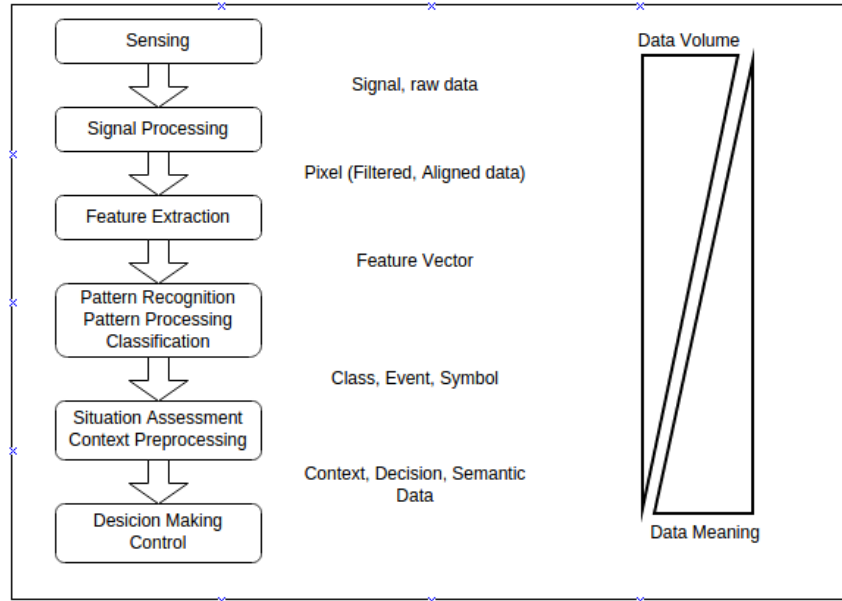 Sensing
Data Volume
Signal, raw data
Signal Processing
Pixel (Filtered, Aligned data)
Feature Extraction
Feature Vector
Pattern Recognition
Pattern Processing
Classification
Class, Event, Symbol
Situation Assessment
Context Preprocessing
Context, Decision, Semantic
Data
Desicion Making
Control
Data Meaning